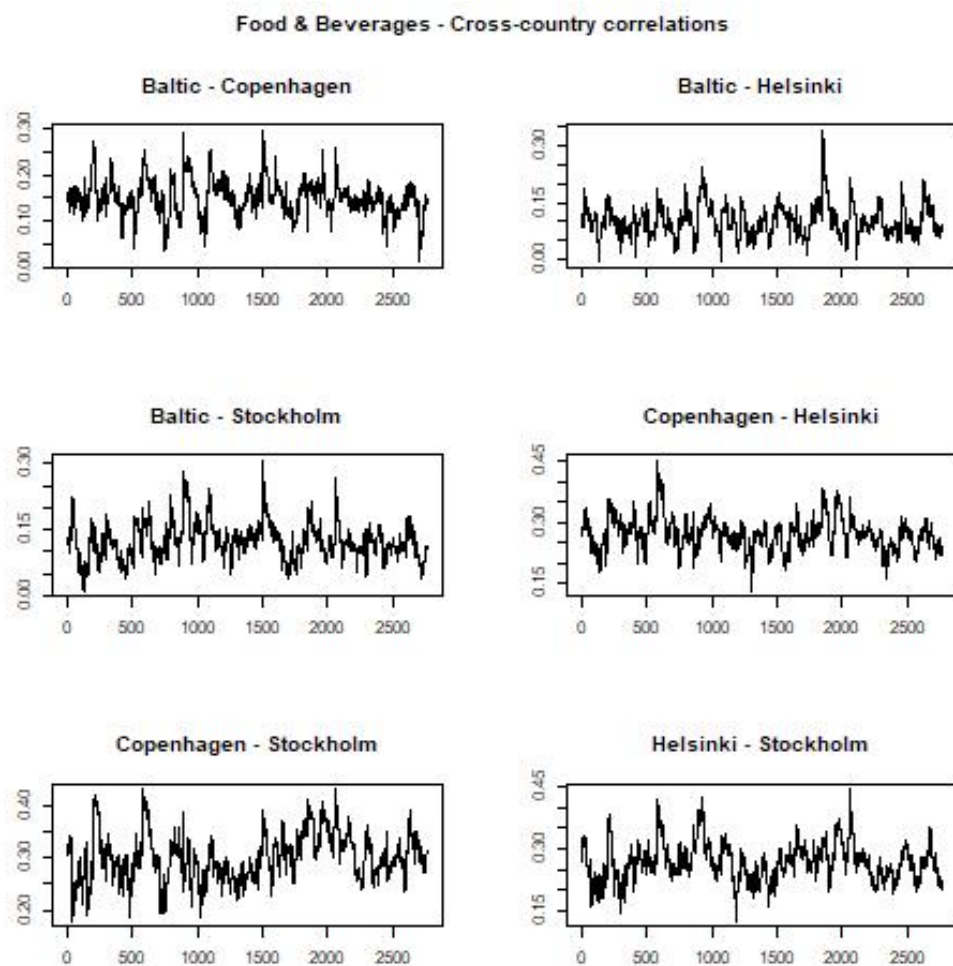 Food & Beverages - Cross-country correlations
Baltic - Copenhagen
Baltic - Helsinki
0.30
0.20
0.10
0.00
0 500 1000 1500 2000 2500
0.30
0.15
0.00
0 500 1000 1500 2000 2500
Baltic - Stockholm
Copenhagen - Helsinki
0.30
0.15
0.00
0 500 1000 1500 2000 2500
0.45
0.30
0.15
0 500 1000 1500 2000 2500
Copenhagen - Stockholm
Helsinki - Stockholm
0.40
0.30
0.20
0 500 1000 1500 2000 2500
0.45
0.30
0.15
0 500 1000 1500 2000 2500